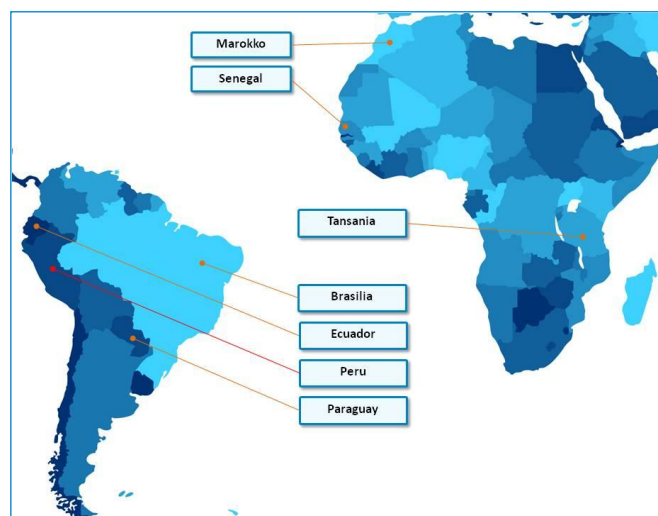 Marokko
Senegal
Tansania
Brasilia
Ecuador
Peru
Paraguay